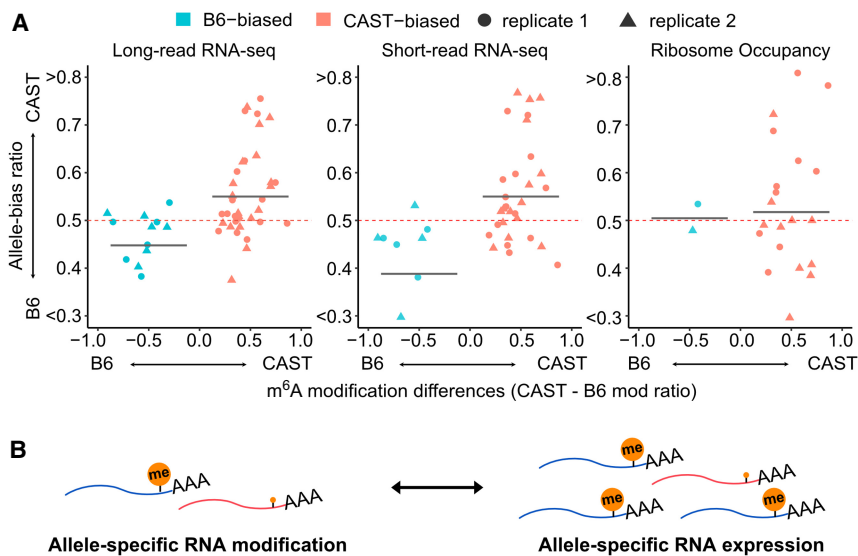 A
B6−biased CAST−biased replicate 1 replicate 2
Long-read RNA-seq Short-read RNA-seq Ribosome Occupancy
Allele-bias ratio
B6 CAST
>0.8 >0.8 >0.8
0.7 0.7 0.7
0.6 0.6 0.6
0.5 0.5 0.5
0.4 0.4 0.4
<0.3 <0.3 <0.3
−1.0 −0.5 0.0 0.5 1.0 −1.0 −0.5 0.0 0.5 1.0 −1.0 −0.5 0.0 0.5 1.0
B6 CAST B6 CAST B6 CAST
m⁶A modification differences (CAST - B6 mod ratio)
B
me AAA
AAA
me AAA
AAA
me AAA
me AAA
Allele-specific RNA modification Allele-specific RNA expression